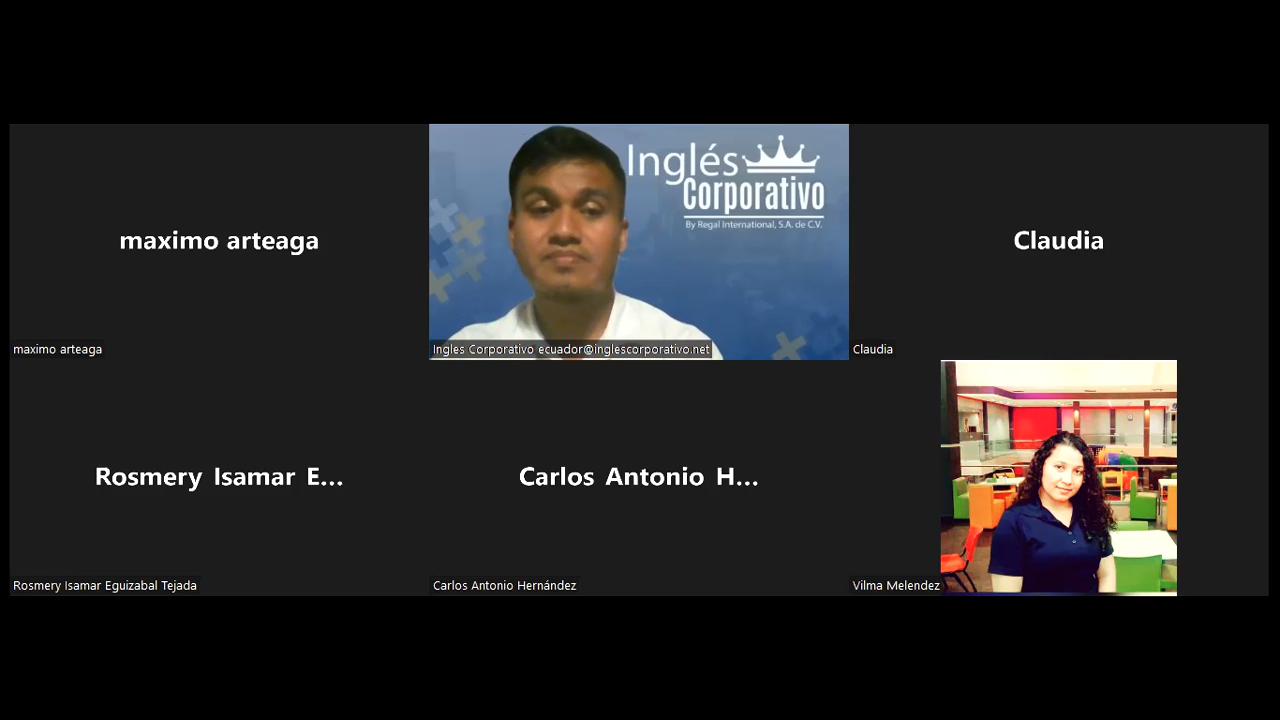 maximo arteaga
maximo arteaga
Inglés
Corporativo
By Regal International, S.A. de C.V.
Ingles Corporativo ecuador@inglescorporativo.net
Claudia
Claudia
Rosmery Isamar E...
Rosmery Isamar Eguizabal Tejada
Carlos Antonio H...
Carlos Antonio Hernández
Vilma Melendez